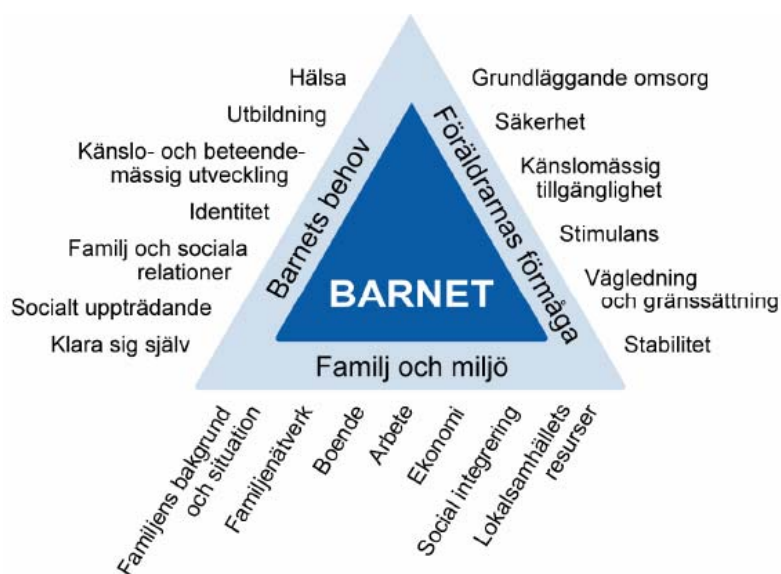 Hälsa
Utbildning
Känslo- och beteende-
mässig utveckling
Identitet
Familj och sociala
relationer
Socialt uppträdande
Klara sig själv
Barnets behov
BARNET
Föräldrarnas förmåga
Grundläggande omsorg
Säkerhet
Känslomässig
tillgänglighet
Stimulans
Vägledning
och gränssättning
Stabilitet
Familj och miljö
Familjens bakgrund
och situation
Familjenätverk
Boende
Arbete
Ekonomi
Social integrering
Lokalsamhällets
resurser